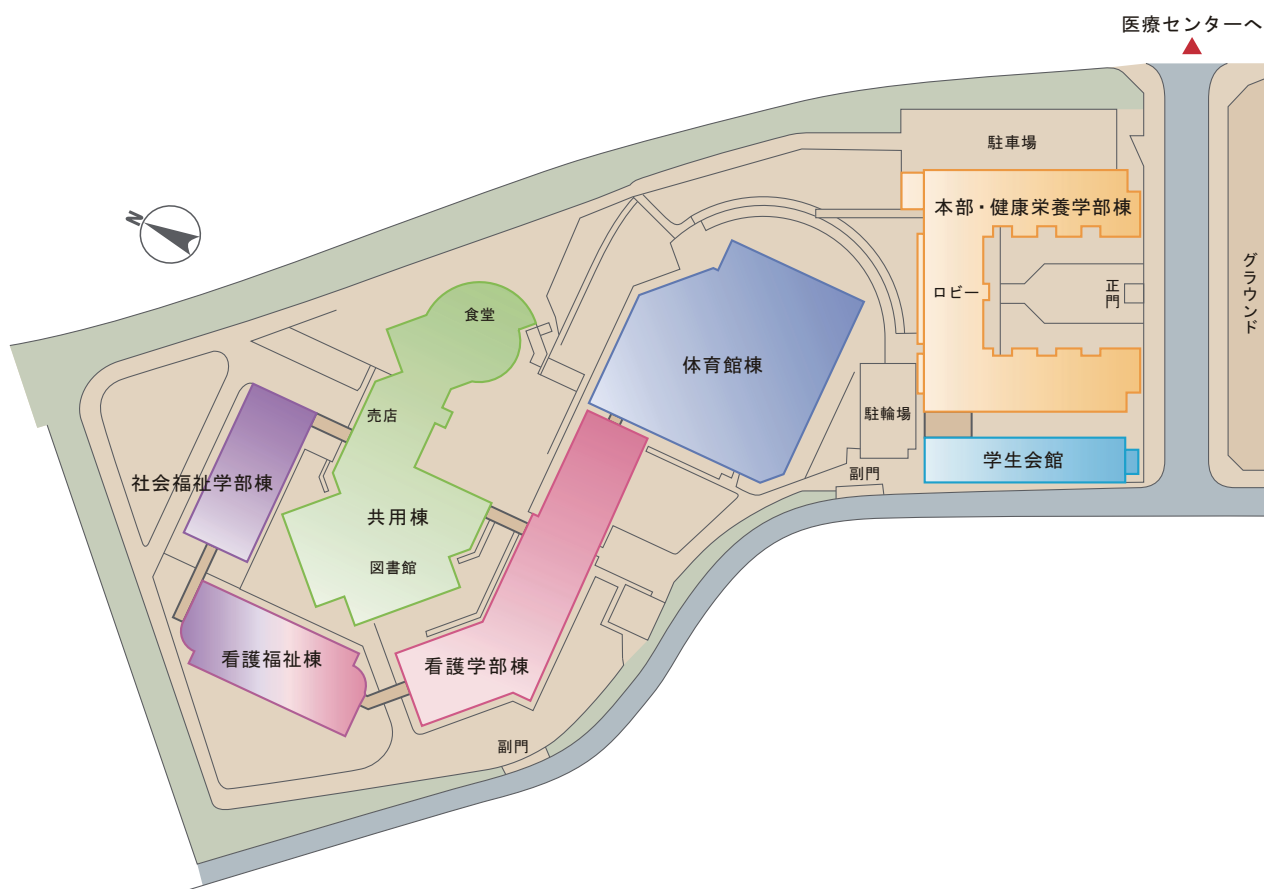 医療センターへ
駐車場
本部・健康栄養学部棟
N
グラウンド
ロビー
正門
食堂
体育館棟
売店
駐輪場
学生会館
副門
社会福祉学部棟
共用棟
図書館
看護福祉棟
看護学部棟
副門